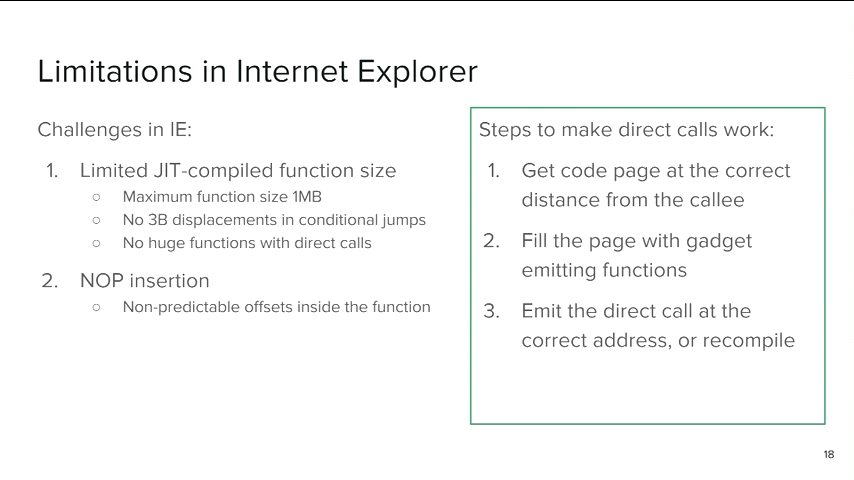 Limitations in Internet Explorer
Challenges in IE:
1. Limited JIT-compiled function size
○ Maximum function size 1MB
○ No 3B displacements in conditional jumps
○ No huge functions with direct calls
2. NOP insertion
○ Non-predictable offsets inside the function
Steps to make direct calls work:
1. Get code page at the correct
distance from the callee
2. Fill the page with gadget
emitting functions
3. Emit the direct call at the
correct address, or recompile
18